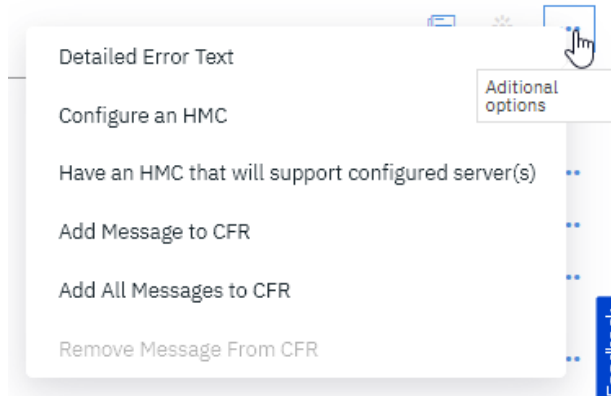 Detailed Error Text
Aditional
options
Configure an HMC
Have an HMC that will support configured server(s)
Add Message to CFR
Add All Messages to CFR
Remove Message From CFR
Feedback